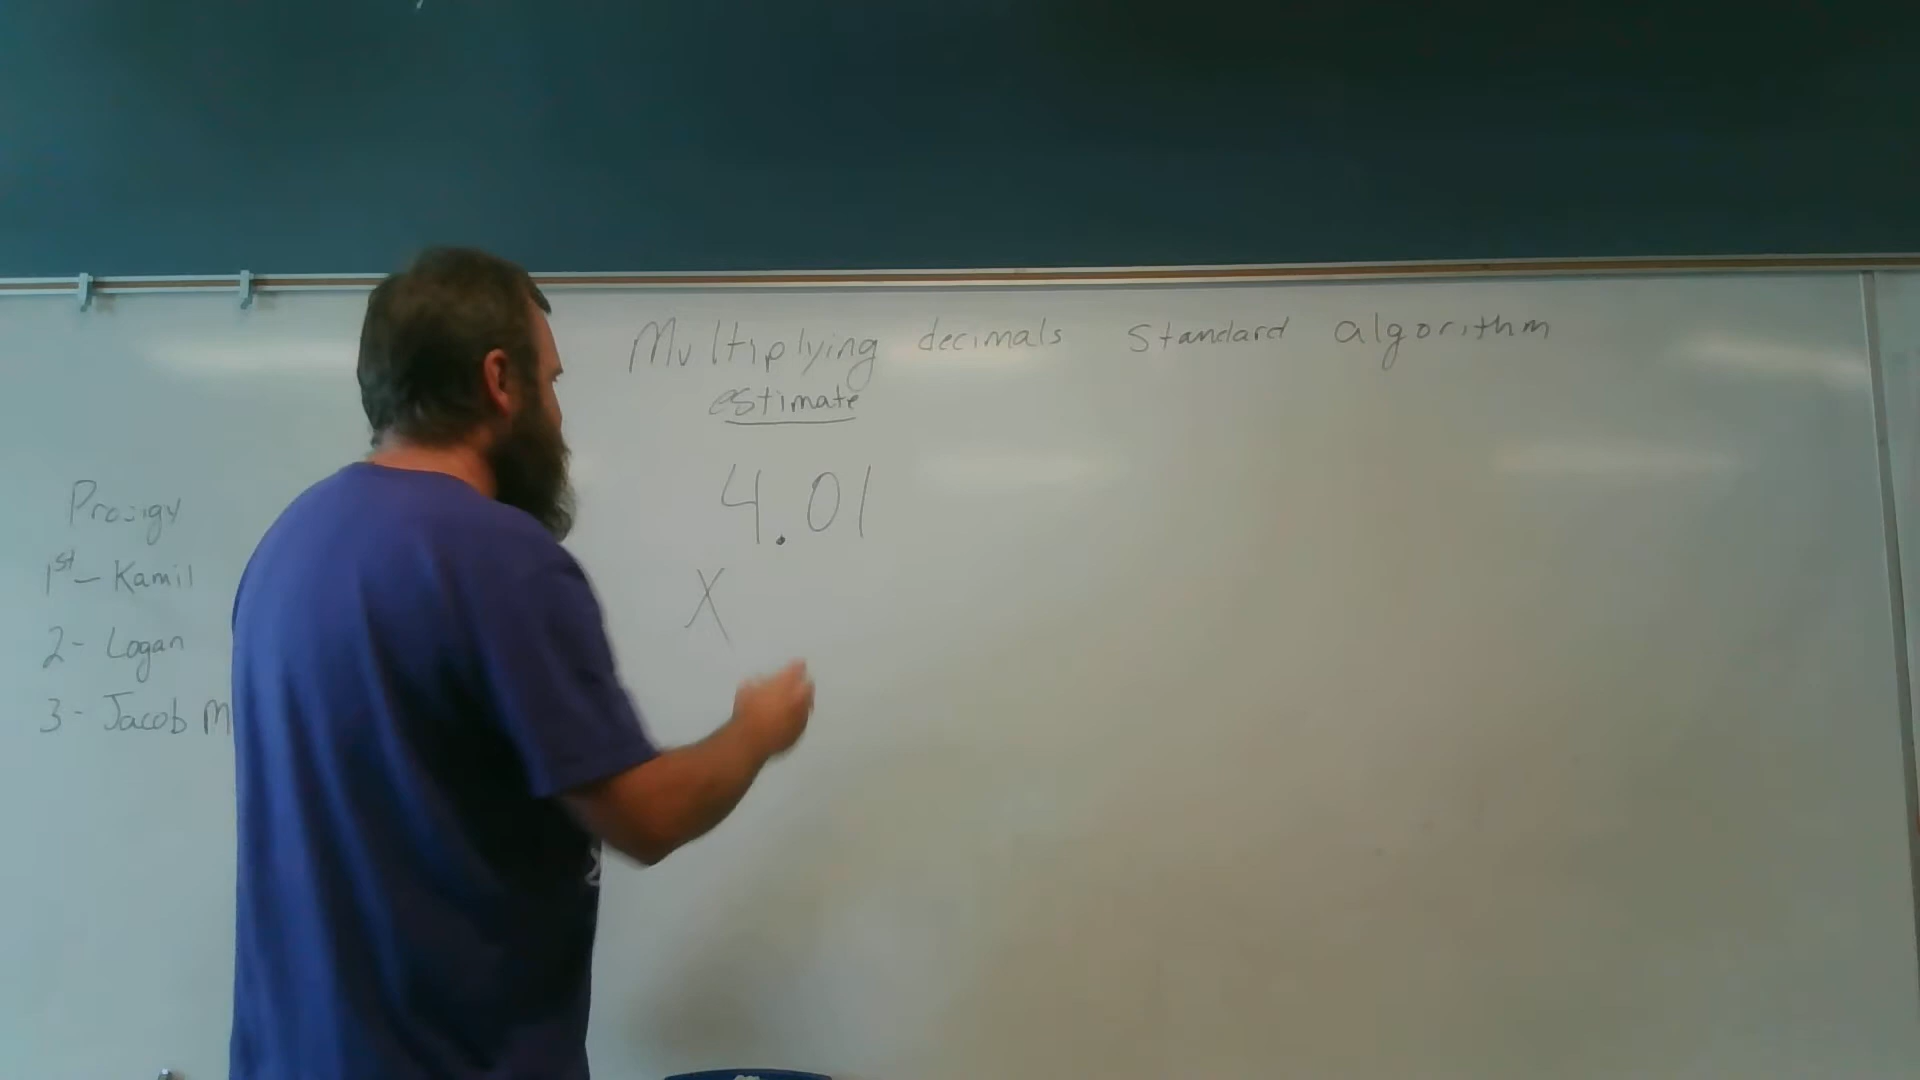 Multiplying decimals Standard algorithm
estimate
4.01
X
Prodigy
1st - Kamil
2 - Logan
3 - Jacob M